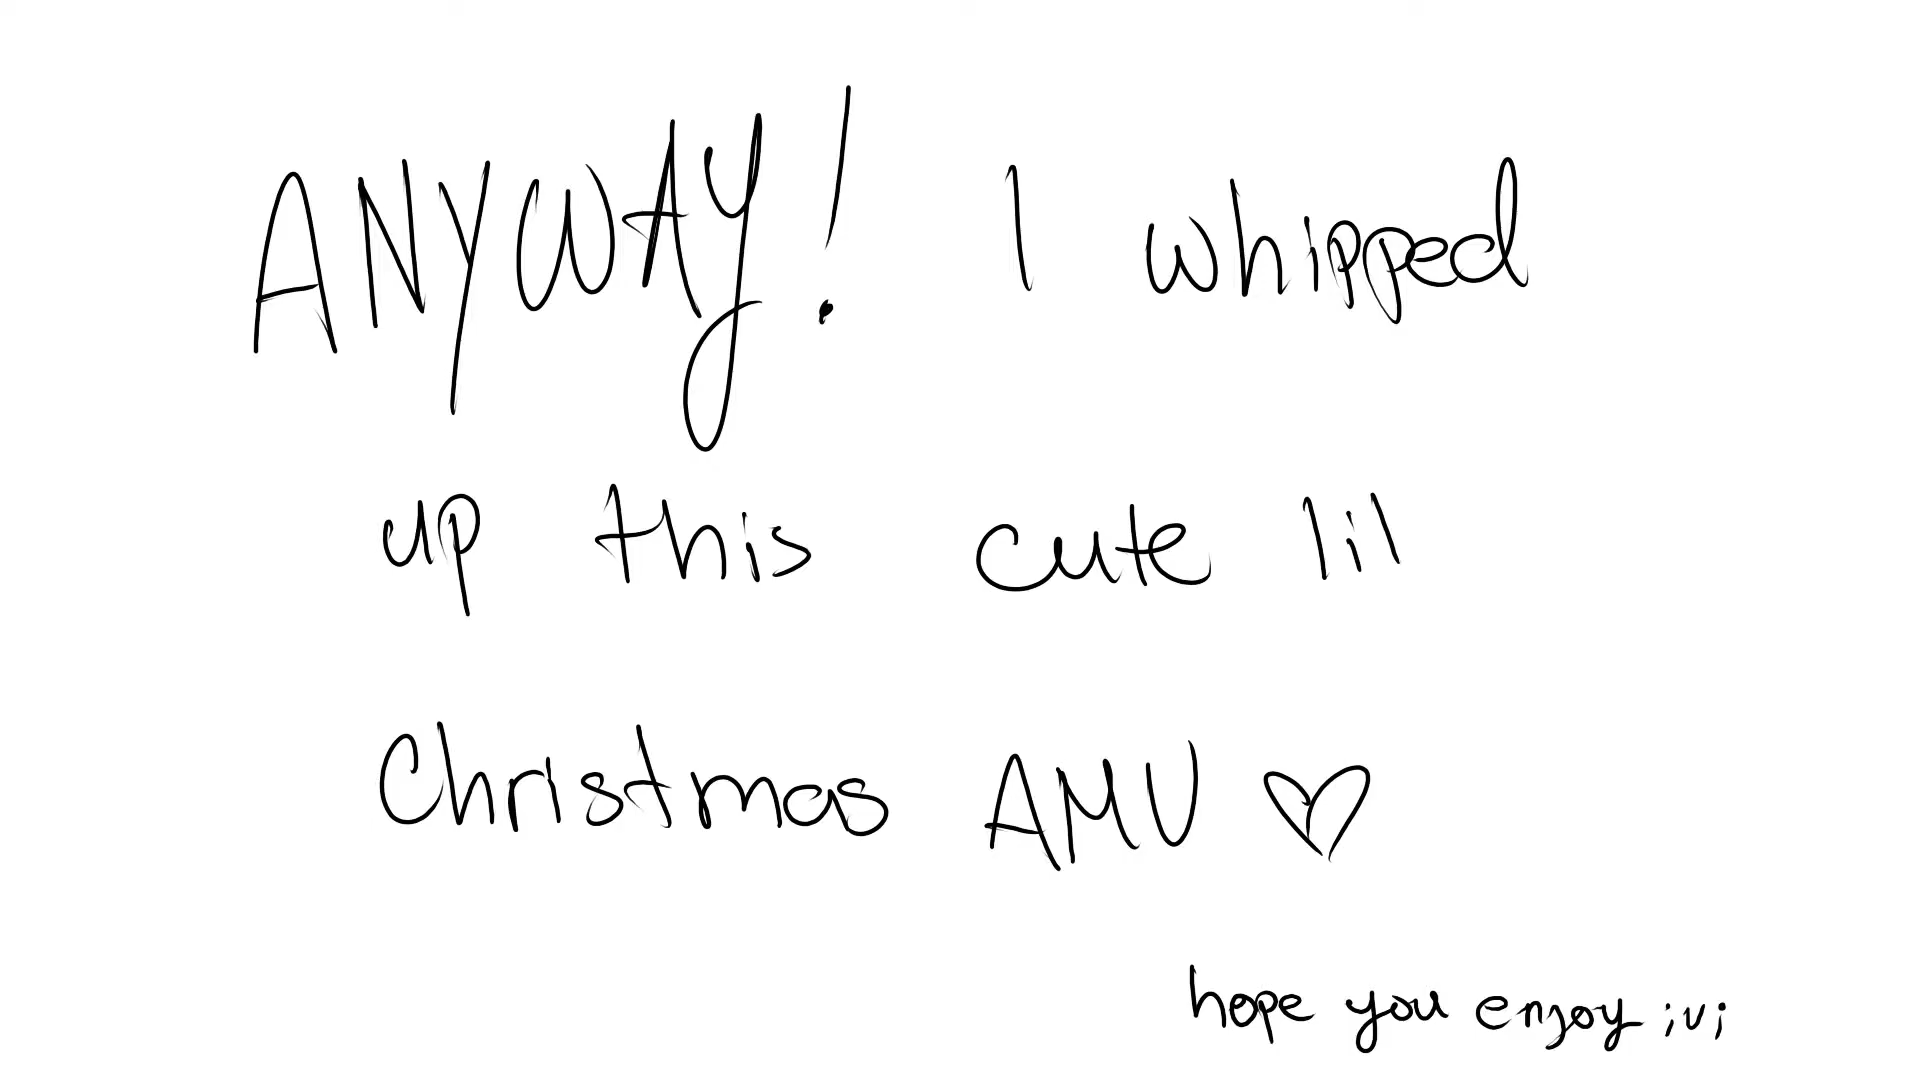 ANYWAY! I whipped
up this cute lil
Christmas AMV ♡
hope you enjoy ;v;